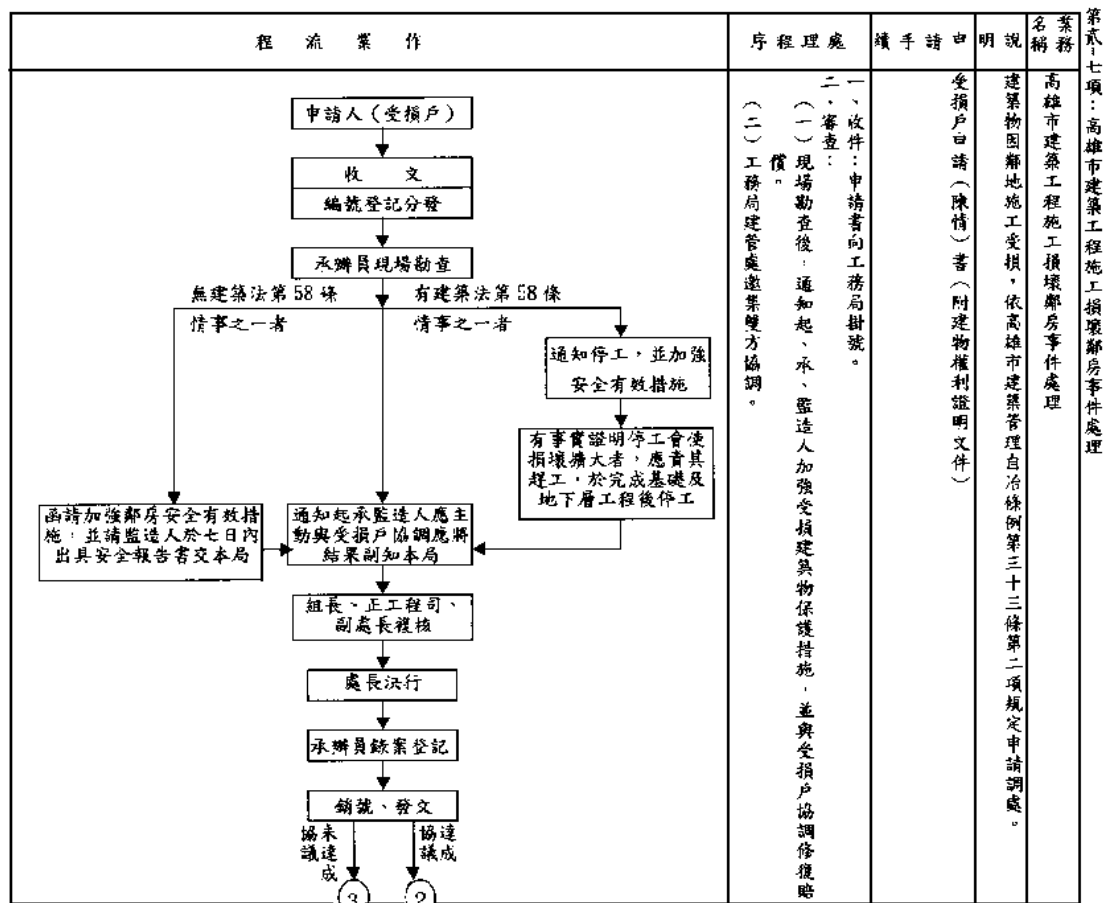 第貳-七項：高雄市建築工程施工損壞鄰房事件處理
業務名稱
高雄市建築工程施工損壞鄰房事件處理
說明
建築物因鄰地施工受損，依高雄市建築管理自治條例第三十三條第二項規定申請調處。
申請手續
受損戶申請（陳情）書（附建物權利證明文件）
處理程序
一、收件：申請書向工務局掛號。
二、審查：
（一）現場勘查後，通知起、承、監造人加強受損建築物保護措施，並與受損戶協調修復賠
償。
（二）工務局建管處邀集雙方協調。
作業流程
申請人（受損戶）
收文
編號登記分發
承辦員現場勘查
無建築法第 58 條
情事之一者
有建築法第 58 條
情事之一者
通知停工，並加強
安全有效措施
有事實證明停工會使
損壞擴大者，應責其
趕工，於完成基礎及
地下層工程後停工
函請加強鄰房安全有效措
施，並請監造人於七日內
出具安全報告書交本局
通知起承監造人應主
動與受損戶協調應將
結果副知本局
組長、正工程司、
副處長複核
處長決行
承辦員錄案登記
銷號、發文
未達成
協議
達成
協議
3
2